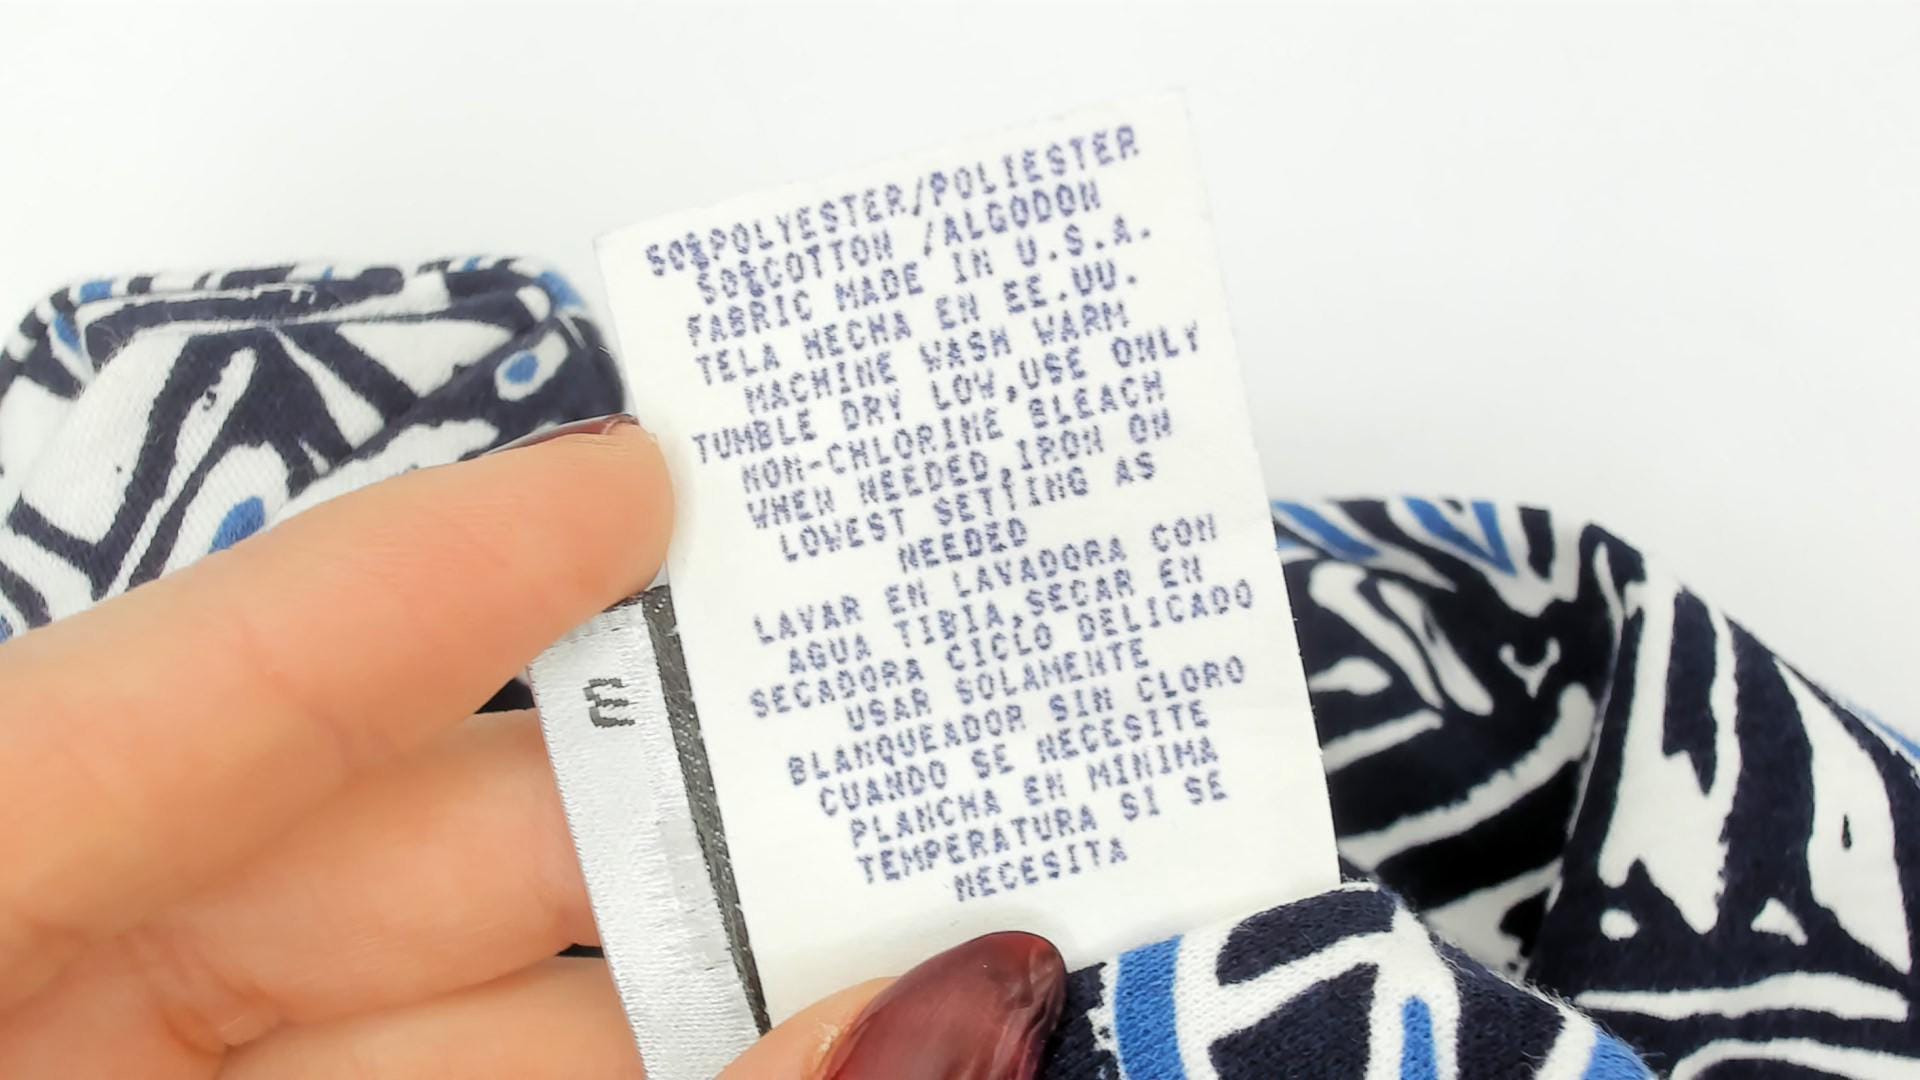 50%POLYESTER/POLIESTER
50%COTTON /ALGODON
FABRIC MADE IN U.S.A.
TELA HECHA EN EE.UU.
MACHINE WASH WARM
TUMBLE DRY LOW,USE ONLY
NON-CHLORINE BLEACH
WHEN NEEDED,IRON ON
LOWEST SETTING AS
NEEDED
LAVAR EN LAVADORA CON
AGUA TIBIA,SECAR EN
SECADORA CICLO DELICADO
USAR SOLAMENTE
BLANQUEADOR SIN CLORO
CUANDO SE NECESITE
PLANCHA EN MINIMA
TEMPERATURA SI SE
NECESITA
M